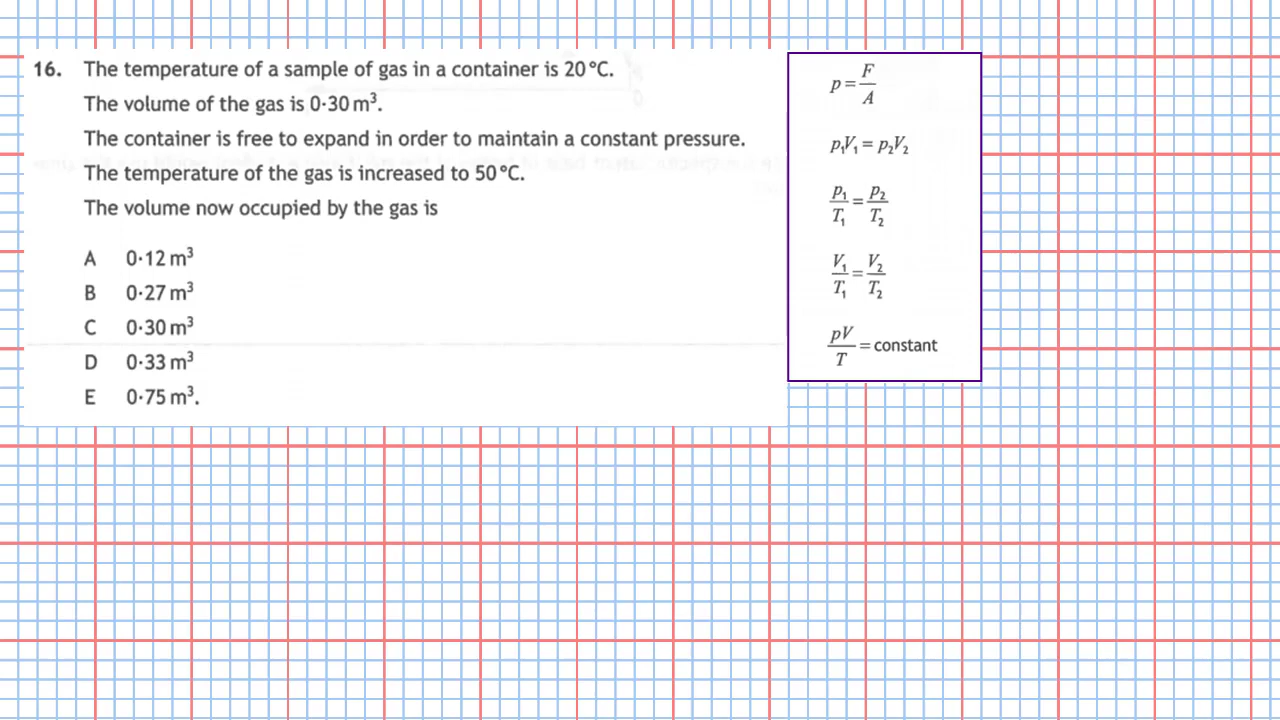 16. The temperature of a sample of gas in a container is 20 °C.
The volume of the gas is 0·30 m³.
The container is free to expand in order to maintain a constant pressure.
The temperature of the gas is increased to 50 °C.
The volume now occupied by the gas is
A 0·12 m³
B 0·27 m³
C 0·30 m³
D 0·33 m³
E 0·75 m³.
p = F/A
p₁V₁ = p₂V₂
p₁/T₁ = p₂/T₂
V₁/T₁ = V₂/T₂
pV/T = constant